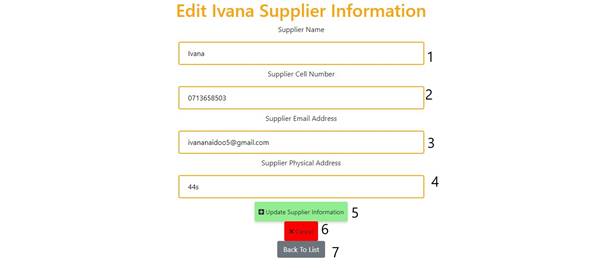 Edit Ivana Supplier Information
Supplier Name
Ivana 1
Supplier Cell Number
0713658503 2
Supplier Email Address
ivananaidoo5@gmail.com 3
Supplier Physical Address
44s 4
Update Supplier Information 5
Cancel 6
Back To List 7